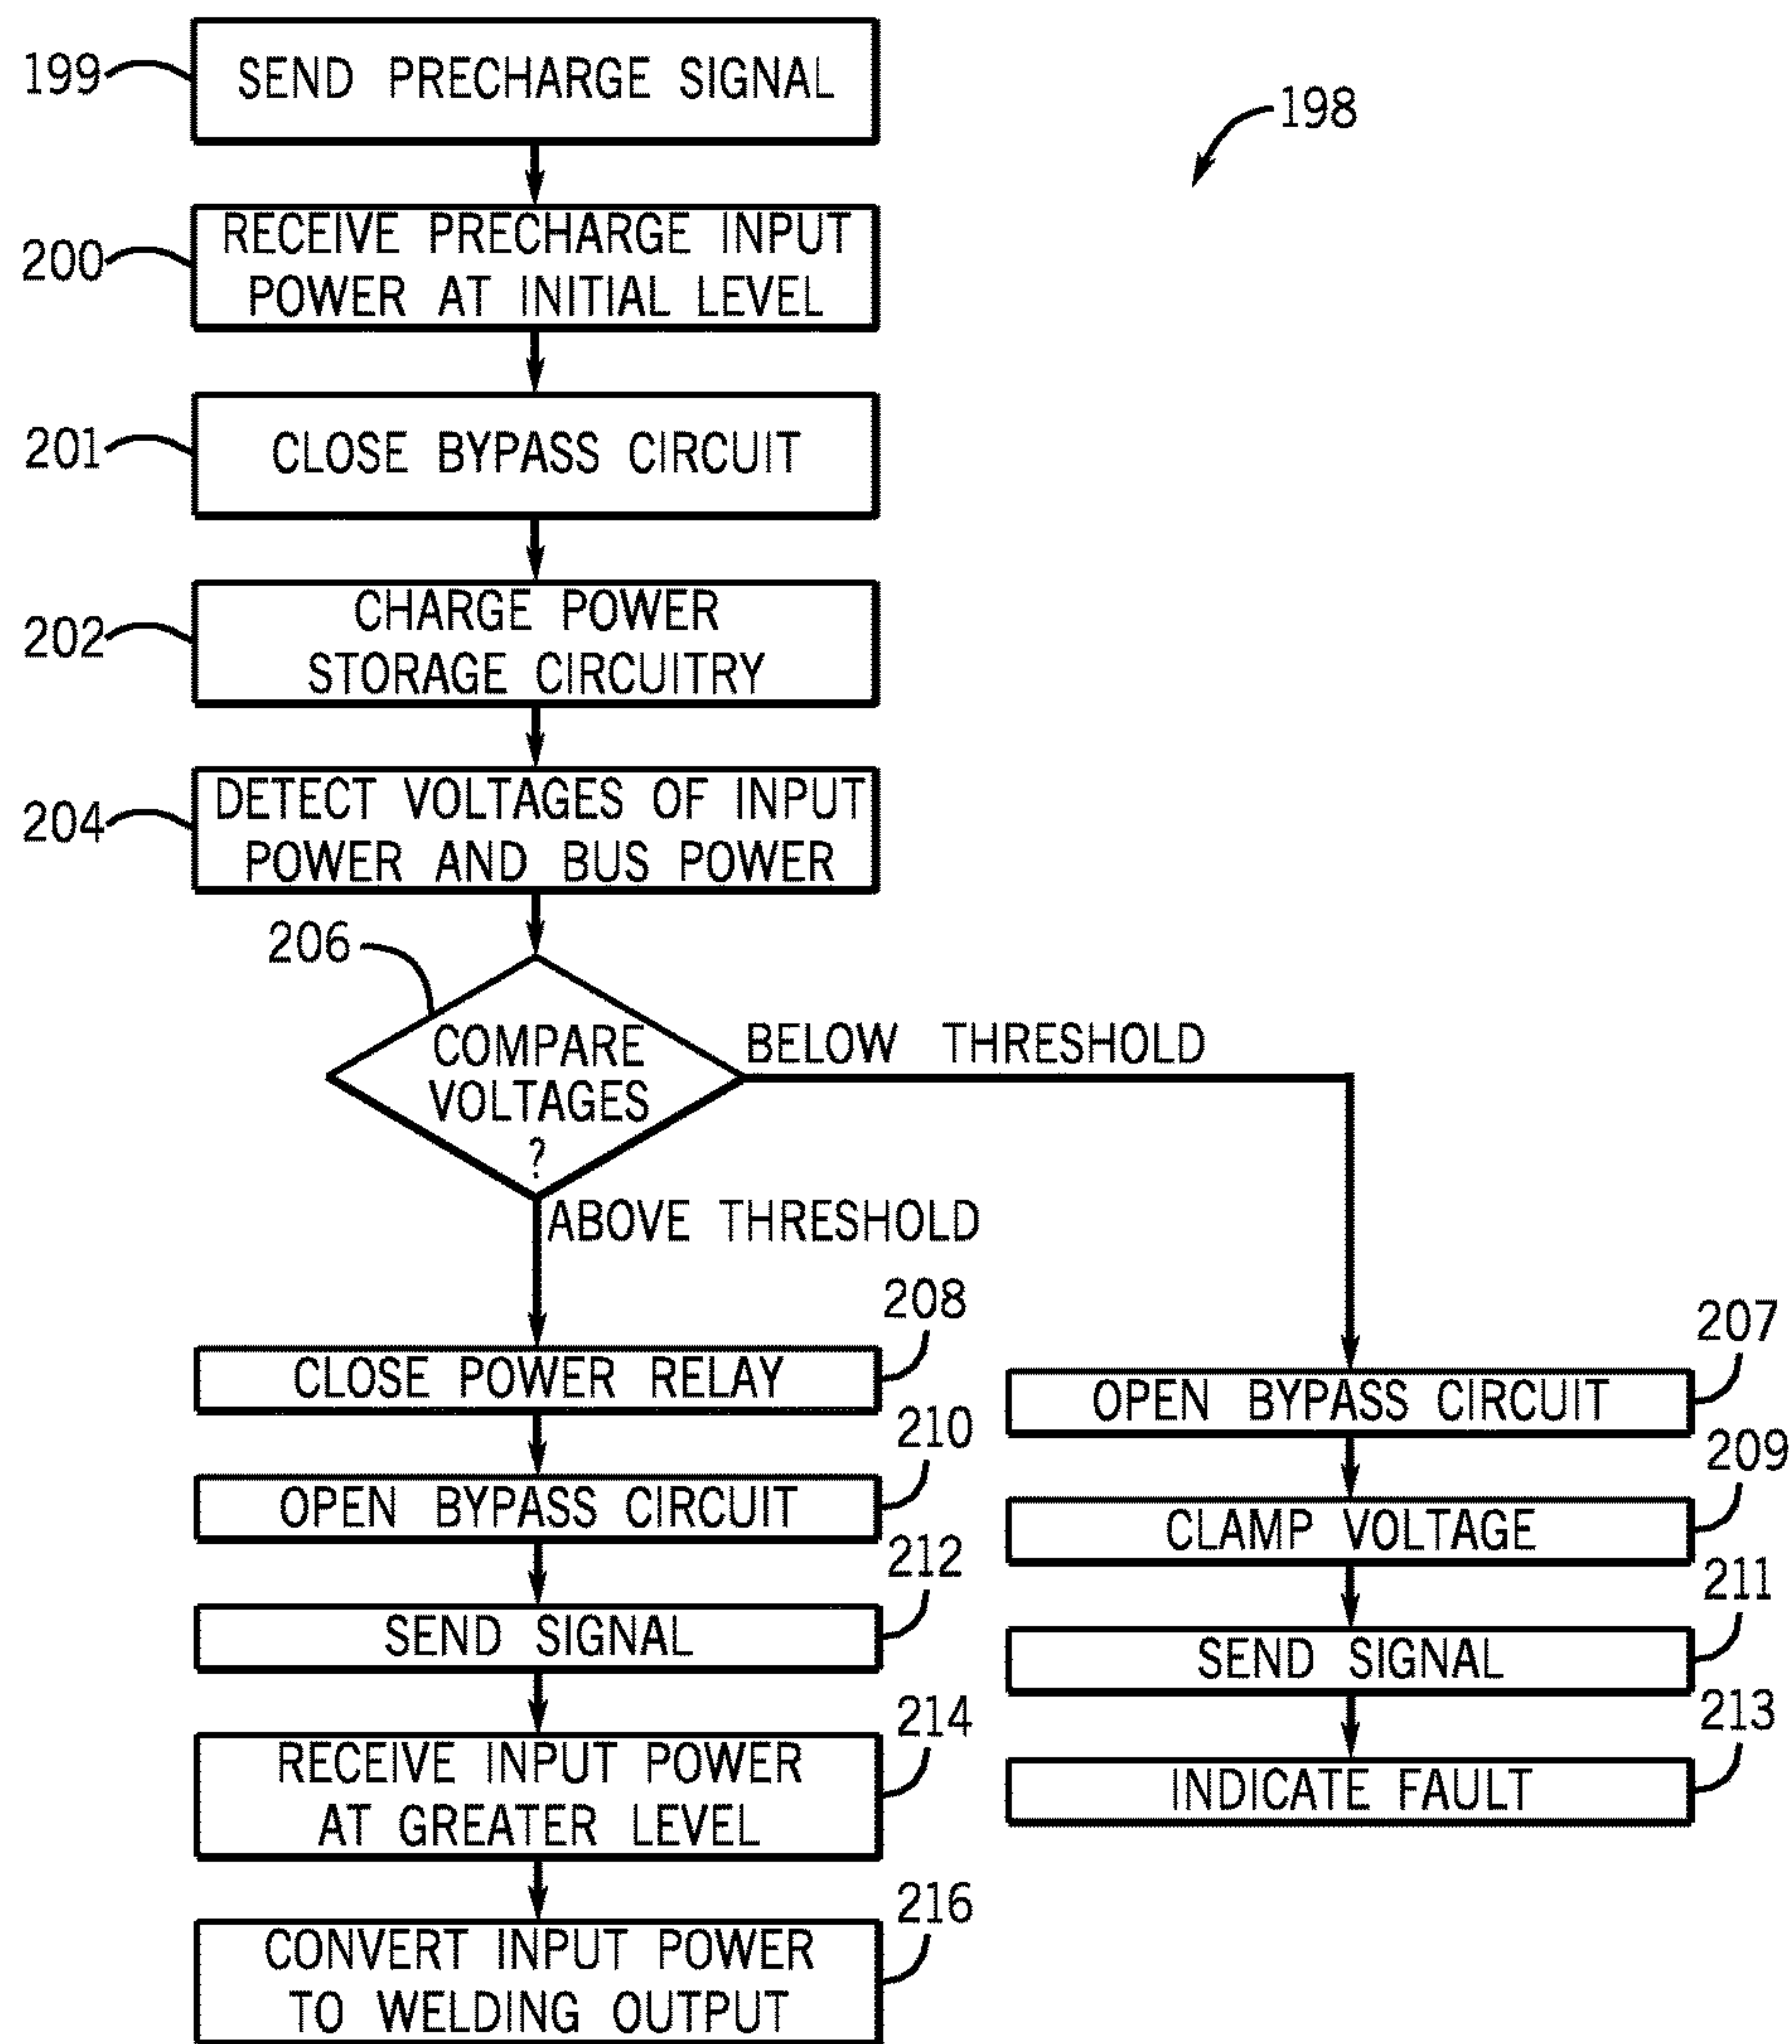 199
SEND PRECHARGE SIGNAL
198
200
RECEIVE PRECHARGE INPUT
POWER AT INITIAL LEVEL
201
CLOSE BYPASS CIRCUIT
202
CHARGE POWER
STORAGE CIRCUITRY
204
DETECT VOLTAGES OF INPUT
POWER AND BUS POWER
206
COMPARE
VOLTAGES
?
BELOW THRESHOLD
ABOVE THRESHOLD
208
CLOSE POWER RELAY
210
OPEN BYPASS CIRCUIT
212
SEND SIGNAL
214
RECEIVE INPUT POWER
AT GREATER LEVEL
216
CONVERT INPUT POWER
TO WELDING OUTPUT
207
OPEN BYPASS CIRCUIT
209
CLAMP VOLTAGE
211
SEND SIGNAL
213
INDICATE FAULT